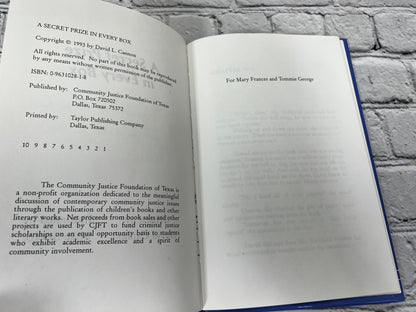 A SECRET PRIZE IN EVERY BOX
Copyright © 1993 by David L. Cannon
All rights reserved. No part of this book may be reproduced
by any means without written permission of the publisher.
ISBN: 0-9631028-1-8
Published by: Community Justice Foundation of Texas
P.O. Box 720502
Dallas, Texas 75372
Printed by: Taylor Publishing Company
Dallas, Texas
10 9 8 7 6 5 4 3 2 1
The Community Justice Foundation of Texas is
a non-profit organization dedicated to the meaningful
discussion of contemporary community justice issues
through the publication of children's books and other
literary works. Net proceeds from book sales and other
projects are used by CJFT to fund criminal justice
scholarships on an equal opportunity basis to students
who exhibit academic excellence and a spirit of
community involvement.
For Mary Frances and Tommie George